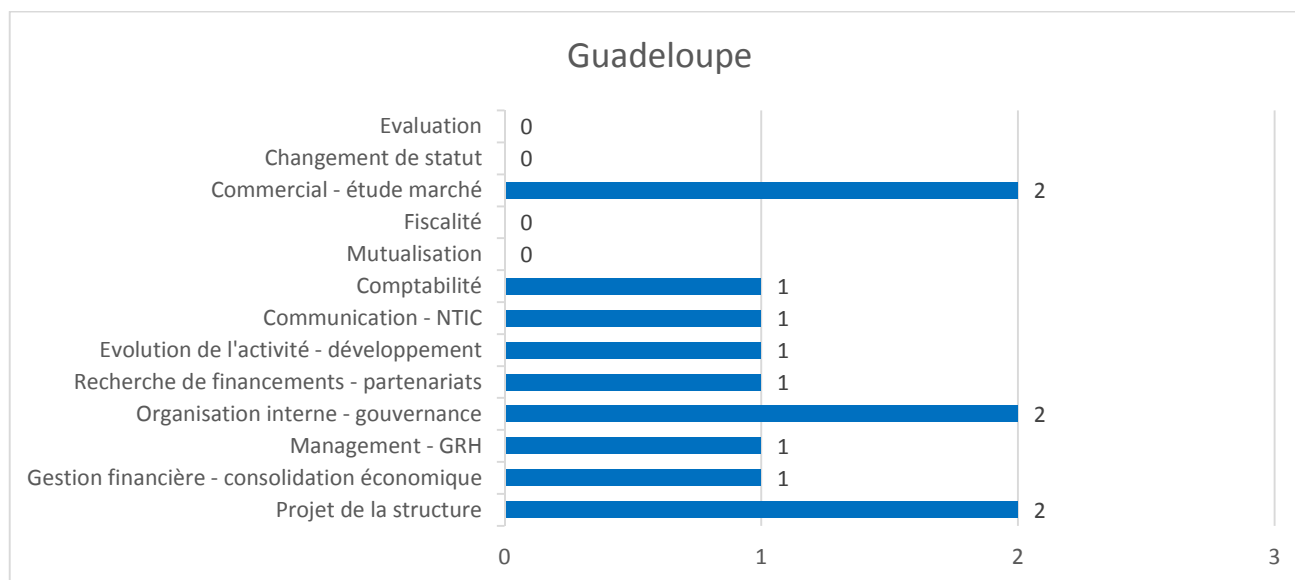 Guadeloupe
Evaluation 0
Changement de statut 0
Commercial - étude marché 2
Fiscalité 0
Mutualisation 0
Comptabilité 1
Communication - NTIC 1
Evolution de l'activité - développement 1
Recherche de financements - partenariats 1
Organisation interne - gouvernance 2
Management - GRH 1
Gestion financière - consolidation économique 1
Projet de la structure 2
0 1 2 3